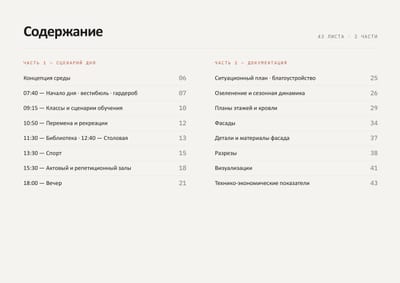 Содержание
43 ЛИСТА · 2 ЧАСТИ
ЧАСТЬ 1 — СЦЕНАРИЙ ДНЯ
Концепция среды 06
07:40 — Начало дня · вестибюль · гардероб 07
09:15 — Классы и сценарии обучения 10
10:50 — Перемена и рекреации 12
11:30 — Библиотека · 12:40 — Столовая 13
13:30 — Спорт 15
15:30 — Актовый и репетиционный залы 18
18:00 — Вечер 21
ЧАСТЬ 2 — ДОКУМЕНТАЦИЯ
Ситуационный план · благоустройство 25
Озеленение и сезонная динамика 26
Планы этажей и кровли 29
Фасады 34
Детали и материалы фасада 37
Разрезы 38
Визуализации 41
Технико-экономические показатели 43